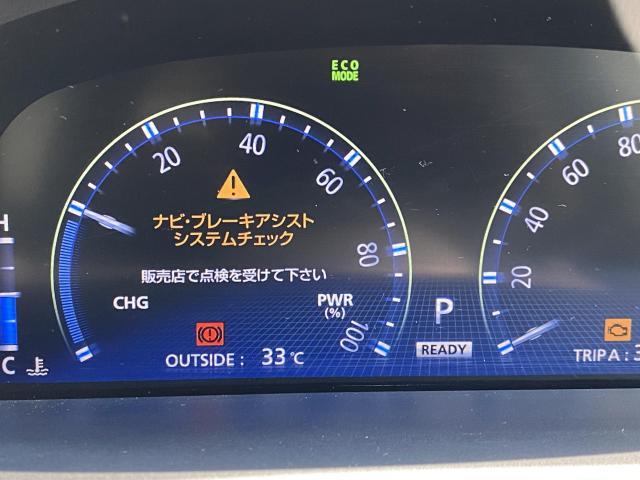 ECO
MODE
20
40
60
80
100
ナビ・ブレーキアシスト
システムチェック
販売店で点検を受けて下さい
CHG
PWR
(%)
OUTSIDE : 33℃
H
C
P
READY
20
40
60
80
TRIP A : 3